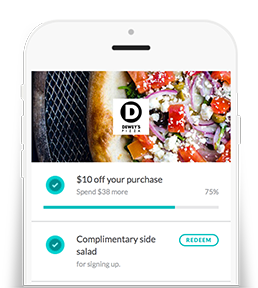 D
DEWEY'S
PIZZA
$10 off your purchase
Spend $38 more 75%
Complimentary side REDEEM
salad
for signing up.